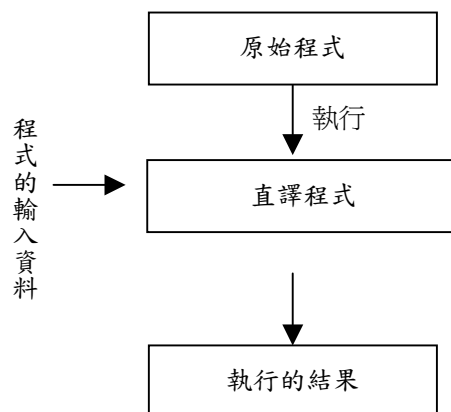 原始程式
執行
程式的輸入資料
直譯程式
執行的結果